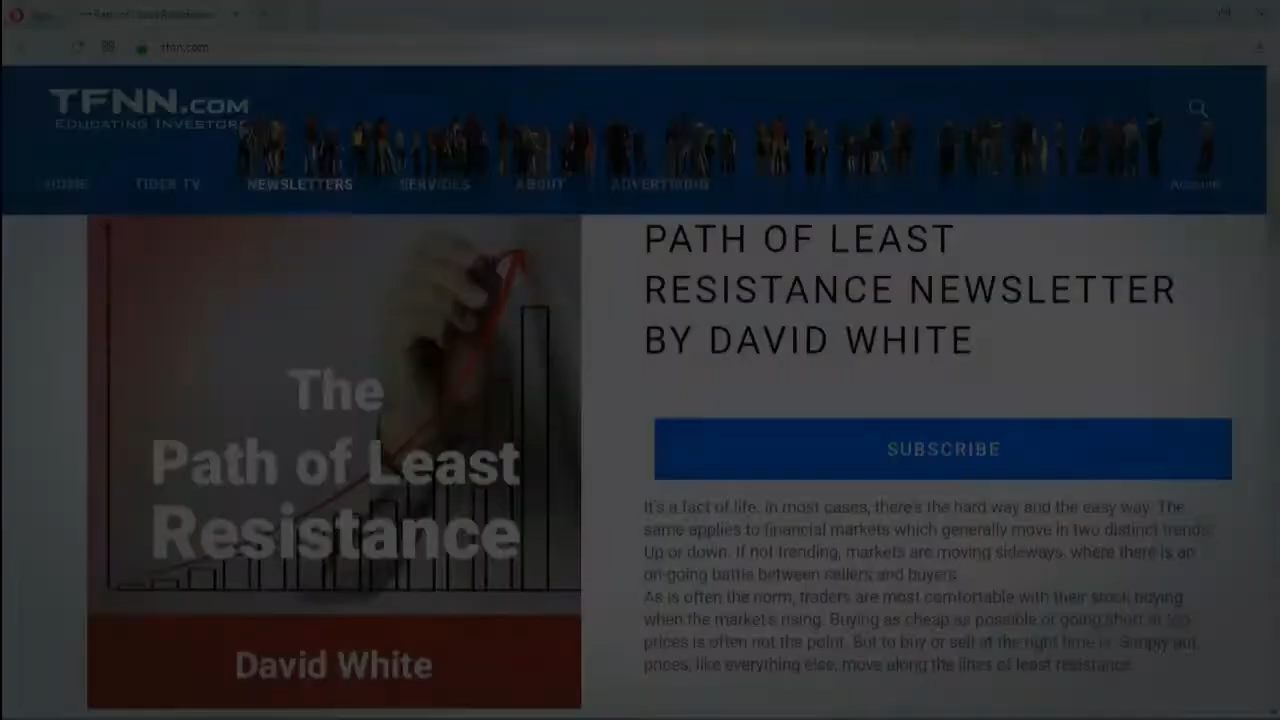 tfnn.com
TFNN.COM
EDUCATING INVESTORS
HOME
TIGER TV
NEWSLETTERS
SERVICES
ABOUT
ADVERTISING
Account
PATH OF LEAST
RESISTANCE NEWSLETTER
BY DAVID WHITE
The
Path of Least
Resistance
David White
SUBSCRIBE
It's a fact of life. In most cases, there's the hard way and the easy way. The
same applies to financial markets which generally move in two distinct trends:
Up or down. If not trending, markets are moving sideways, where there is an
on-going battle between sellers and buyers.
As is often the norm, traders are most comfortable with their stock buying
when the market's rising. Buying as cheap as possible or going short at top
prices is often not the point. But to buy or sell at the right time is. Simply put,
prices, like everything else, move along the lines of least resistance.